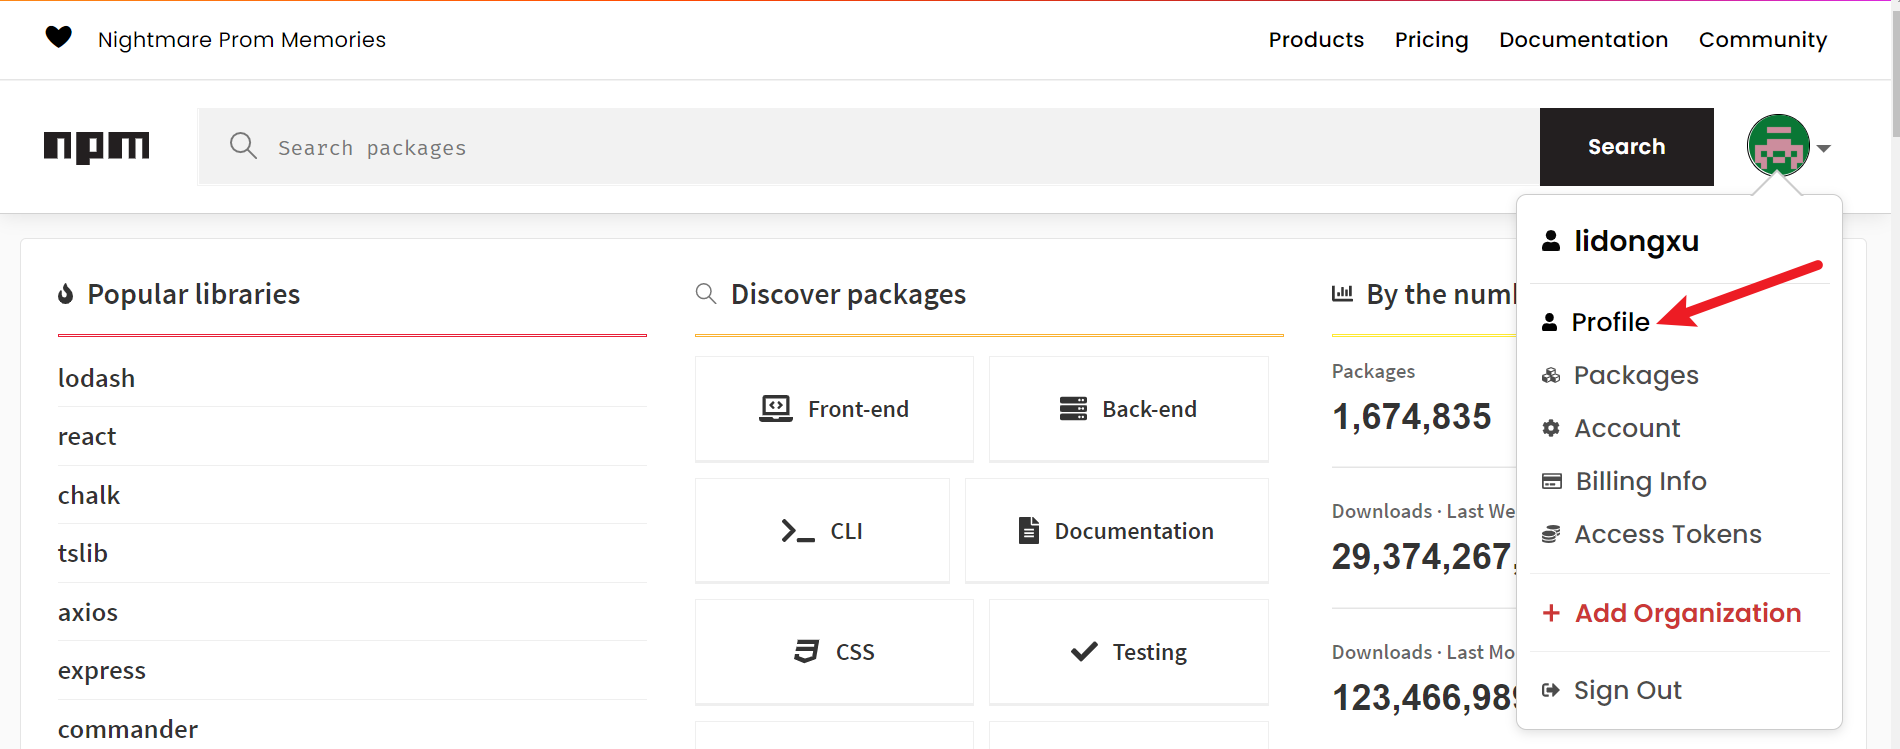 Nightmare Prom Memories
Products Pricing Documentation Community
npm
Search packages
Search
lidongxu
Profile
Packages
Account
Billing Info
Access Tokens
Add Organization
Sign Out
Popular libraries
lodash
react
chalk
tslib
axios
express
commander
Discover packages
Front-end
Back-end
CLI
Documentation
CSS
Testing
By the num
Packages
1,674,835
Downloads · Last We
29,374,267,
Downloads · Last Mo
123,466,989